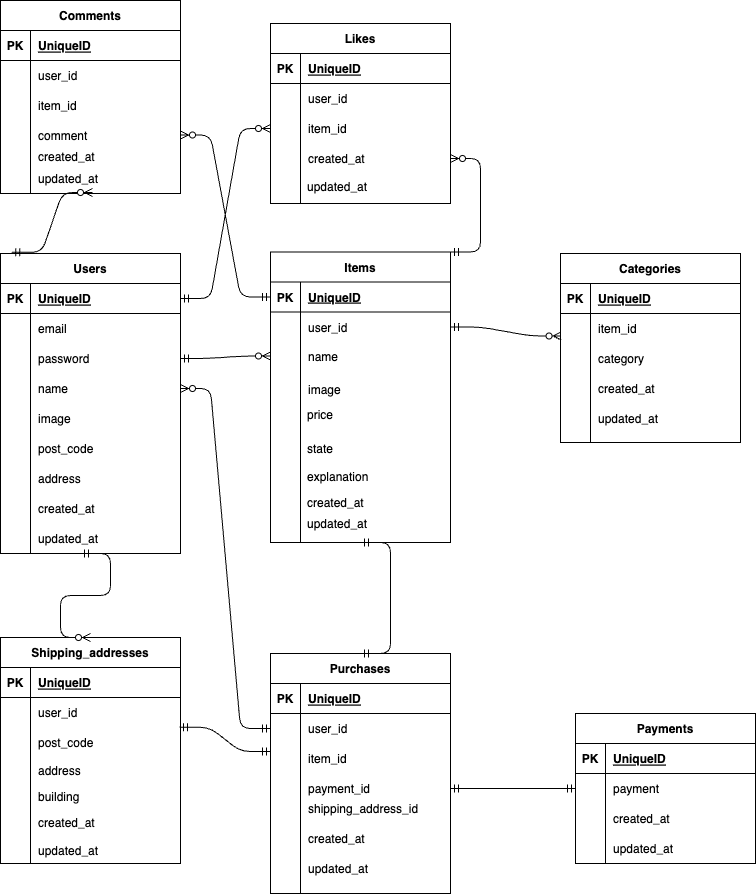 Comments
PK UniqueID
user_id
item_id
comment
created_at
updated_at
Likes
PK UniqueID
user_id
item_id
created_at
updated_at
Users
PK UniqueID
email
password
name
image
post_code
address
created_at
updated_at
Items
PK UniqueID
user_id
name
image
price
state
explanation
created_at
updated_at
Categories
PK UniqueID
item_id
category
created_at
updated_at
Shipping_addresses
PK UniqueID
user_id
post_code
address
building
created_at
updated_at
Purchases
PK UniqueID
user_id
item_id
payment_id
shipping_address_id
created_at
updated_at
Payments
PK UniqueID
payment
created_at
updated_at